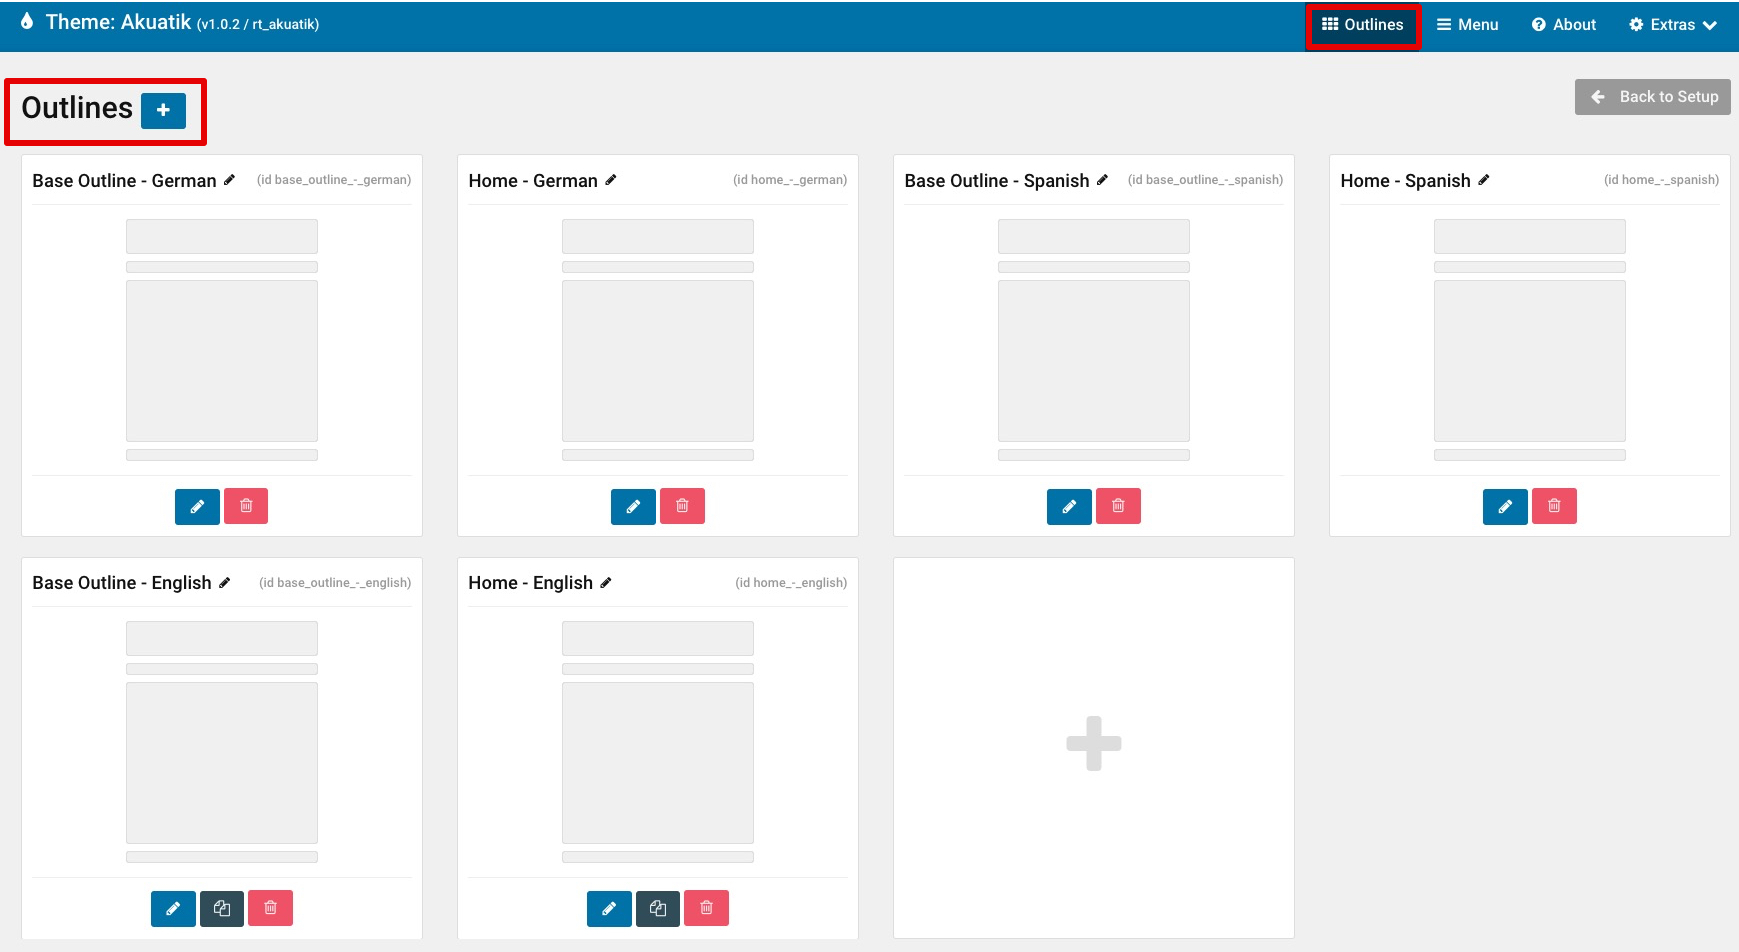 Theme: Akuatik (v1.0.2 / rt_akuatik)
Outlines
Menu
About
Extras
Outlines
Back to Setup
Base Outline - German (id base_outline_-_german)
Home - German (id home_-_german)
Base Outline - Spanish (id base_outline_-_spanish)
Home - Spanish (id home_-_spanish)
Base Outline - English (id base_outline_-_english)
Home - English (id home_-_english)